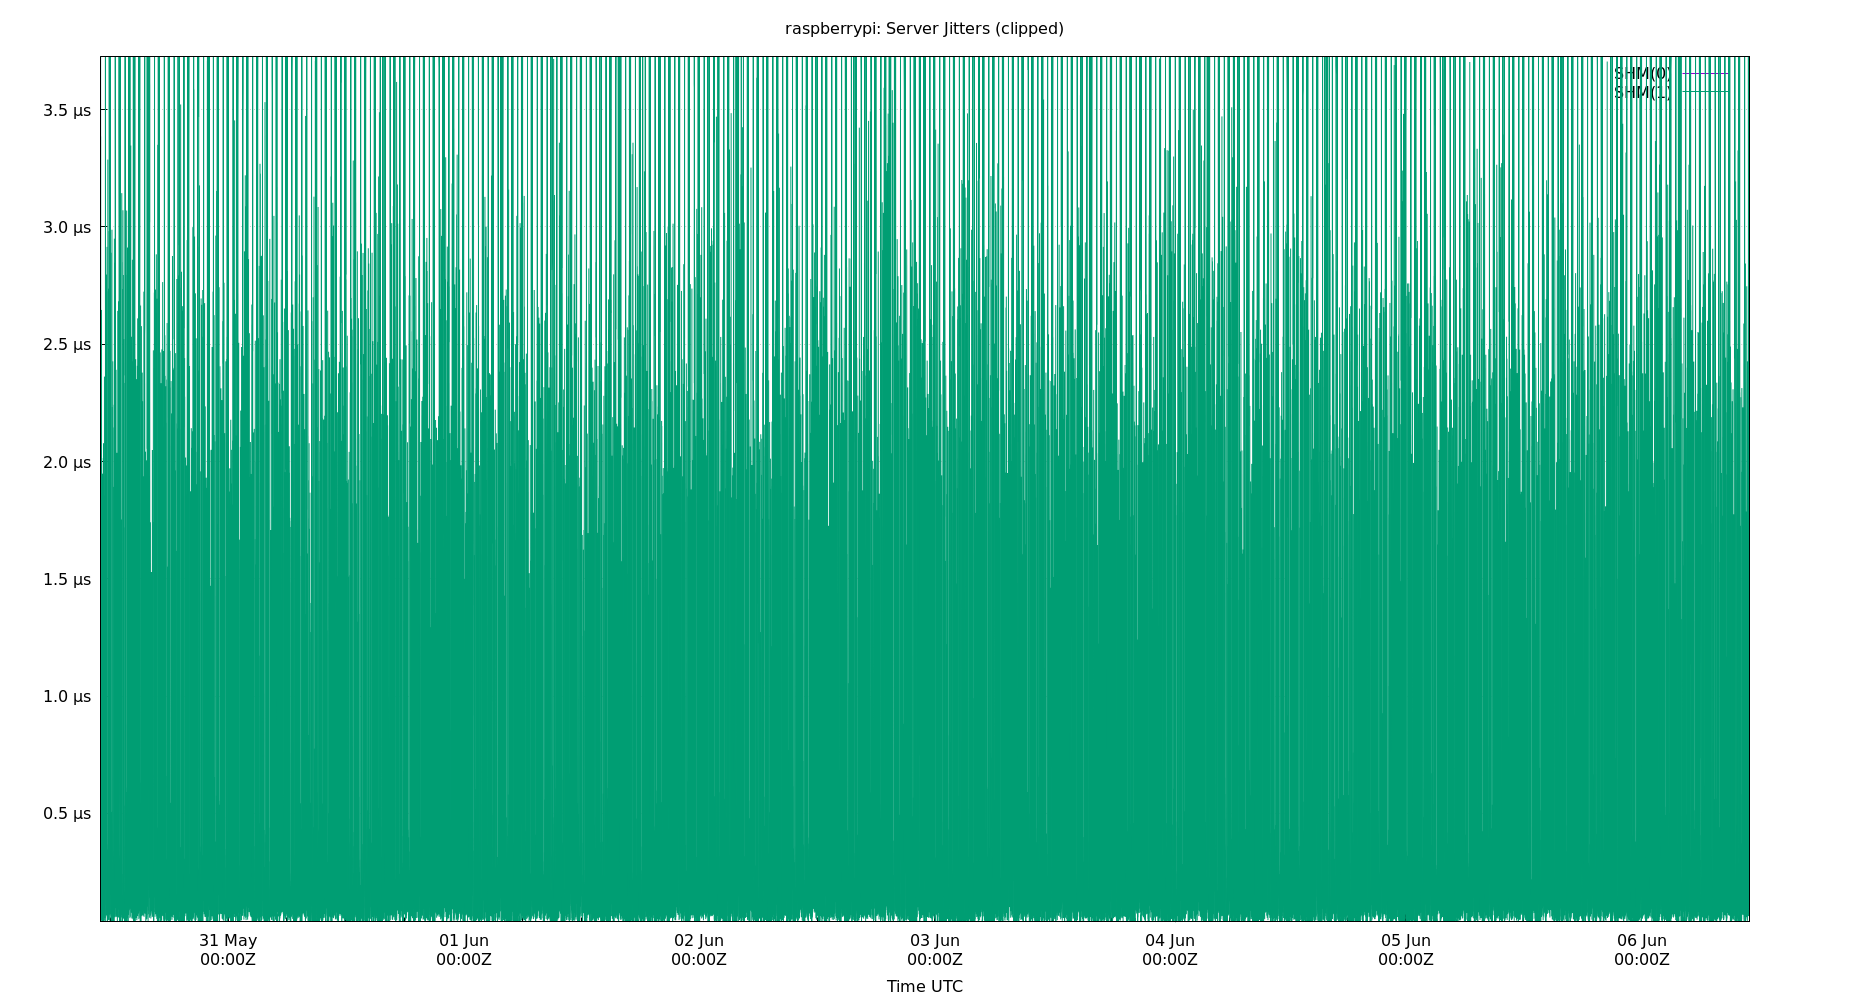 raspberrypi: Server Jitters (clipped)
SHM(0)
SHM(1)
3.5 µs
3.0 µs
2.5 µs
2.0 µs
1.5 µs
1.0 µs
0.5 µs
31 May 01 Jun 02 Jun 03 Jun 04 Jun 05 Jun 06 Jun
00:00Z 00:00Z 00:00Z 00:00Z 00:00Z 00:00Z 00:00Z
Time UTC